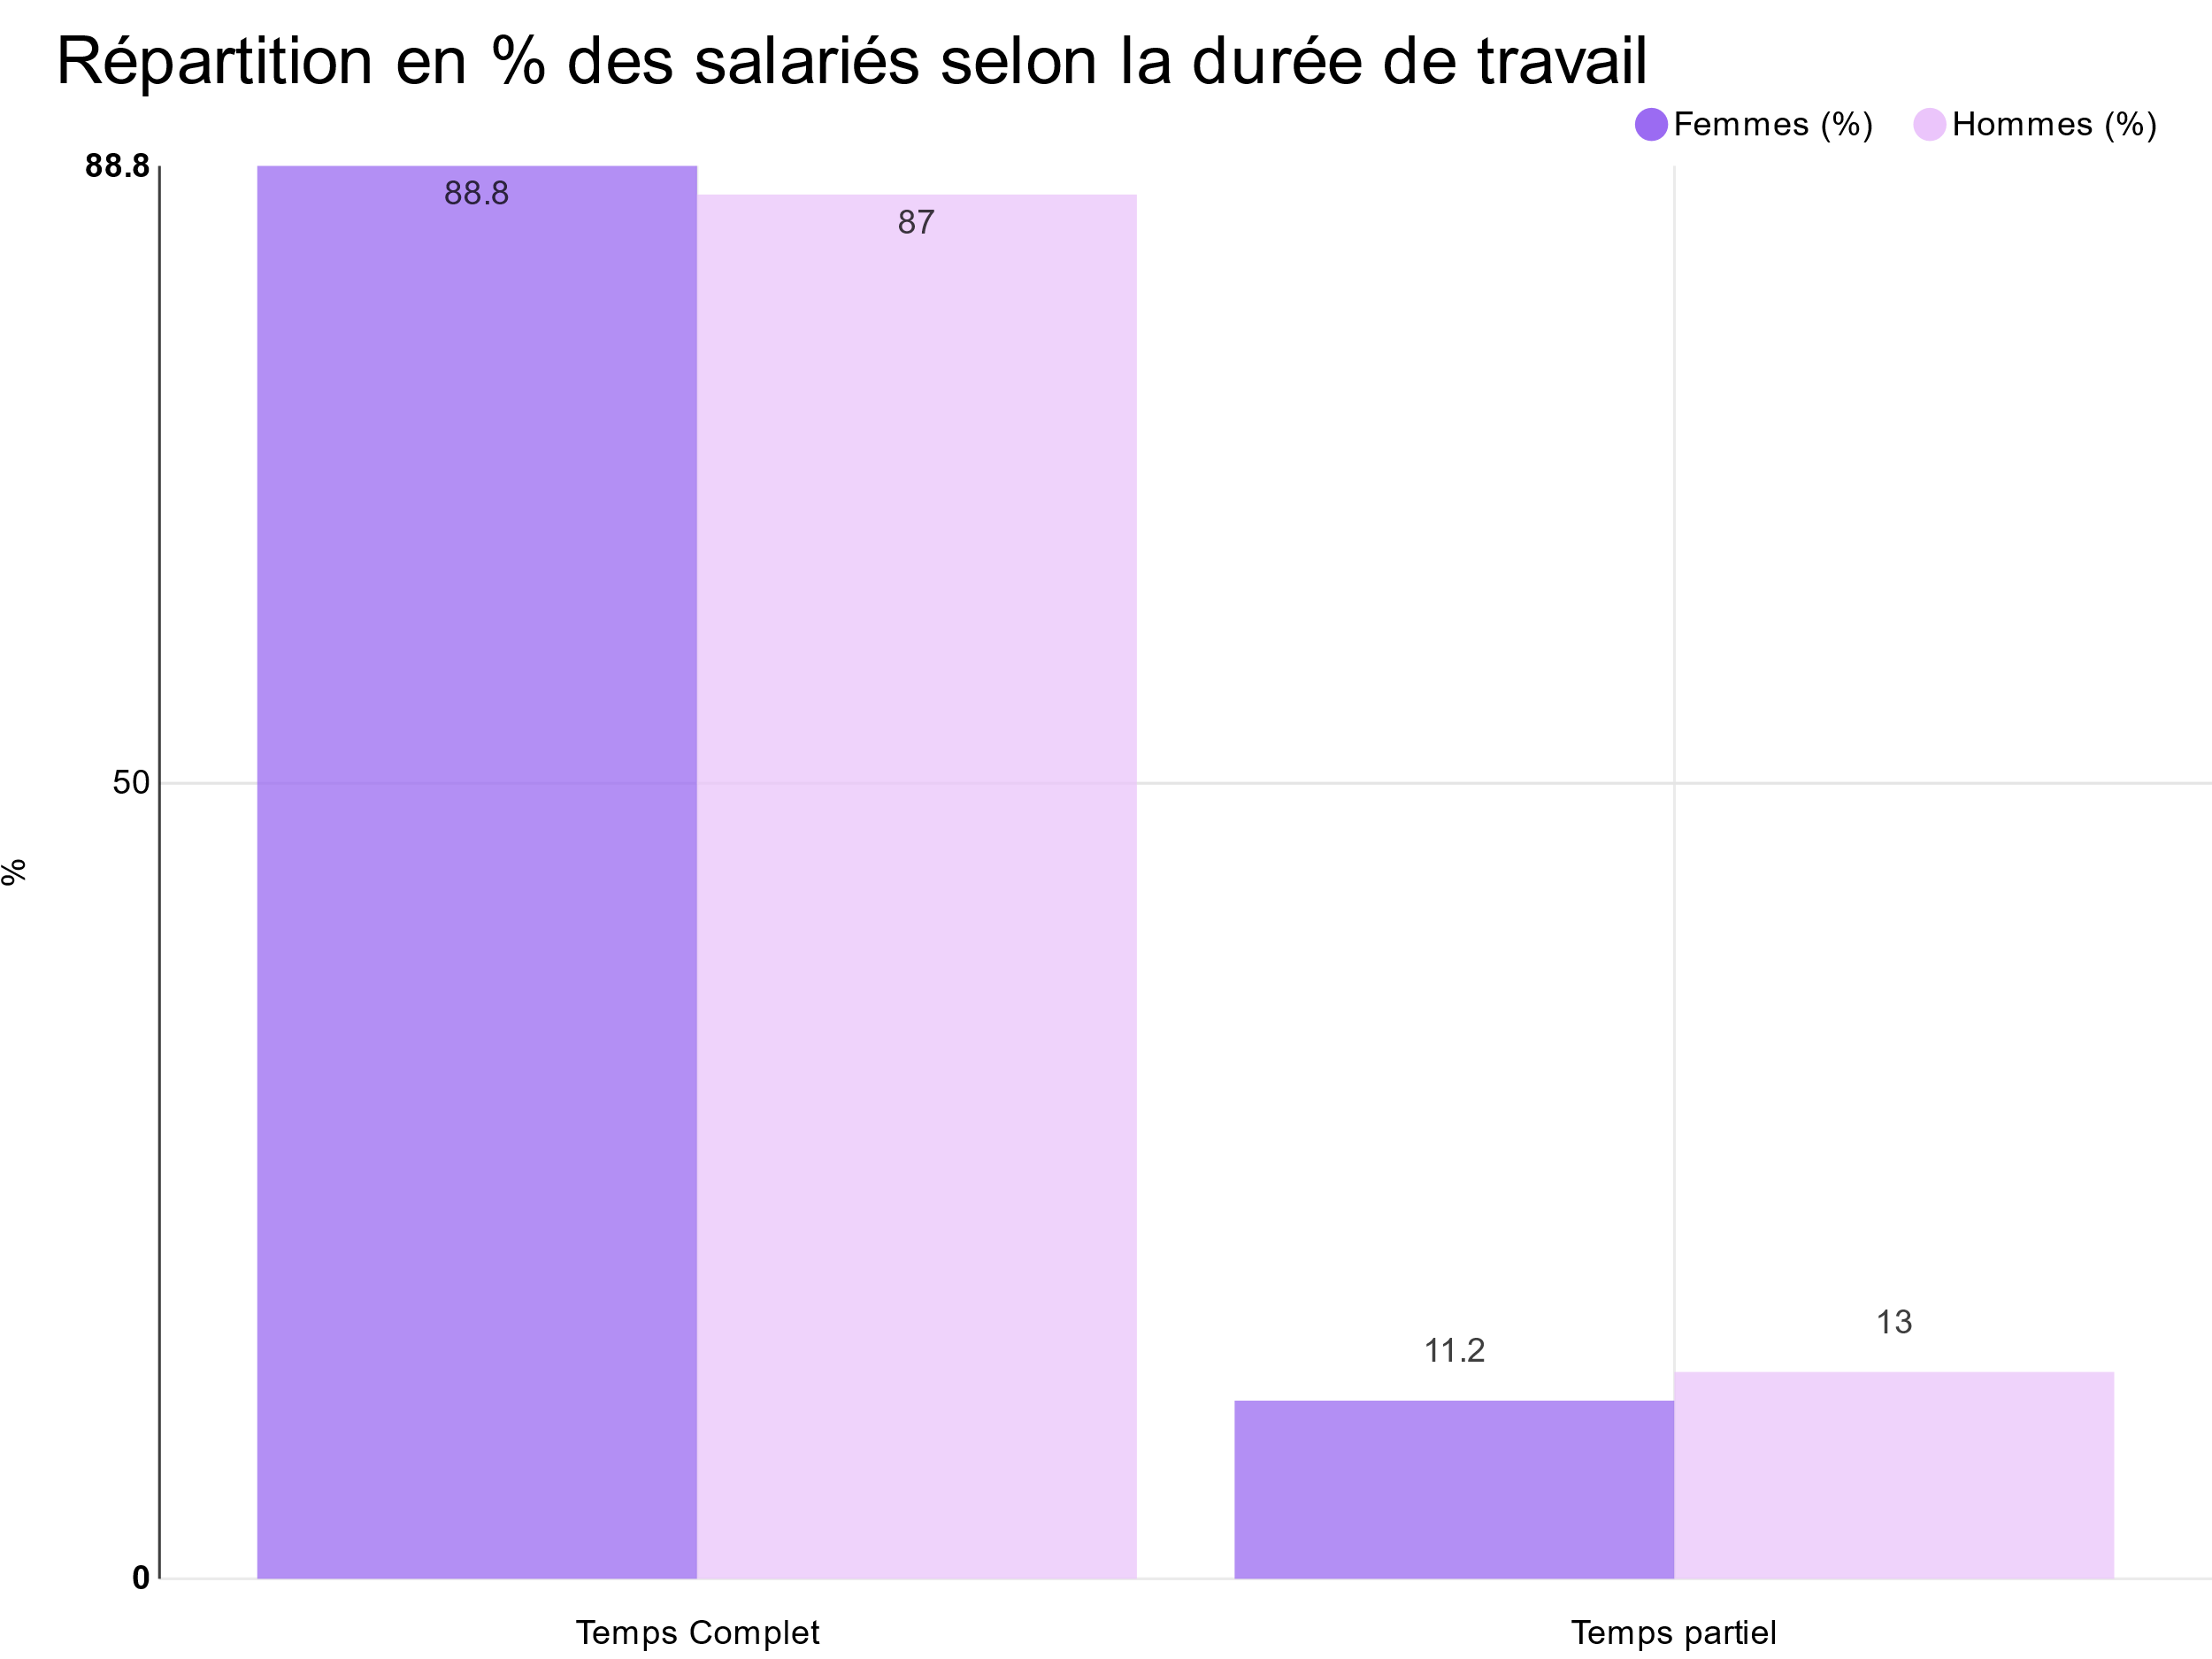 Répartition en % des salariés selon la durée de travail
Femmes (%) Hommes (%)
88.8
88.8
87
50
%
13
11.2
0
Temps Complet Temps partiel